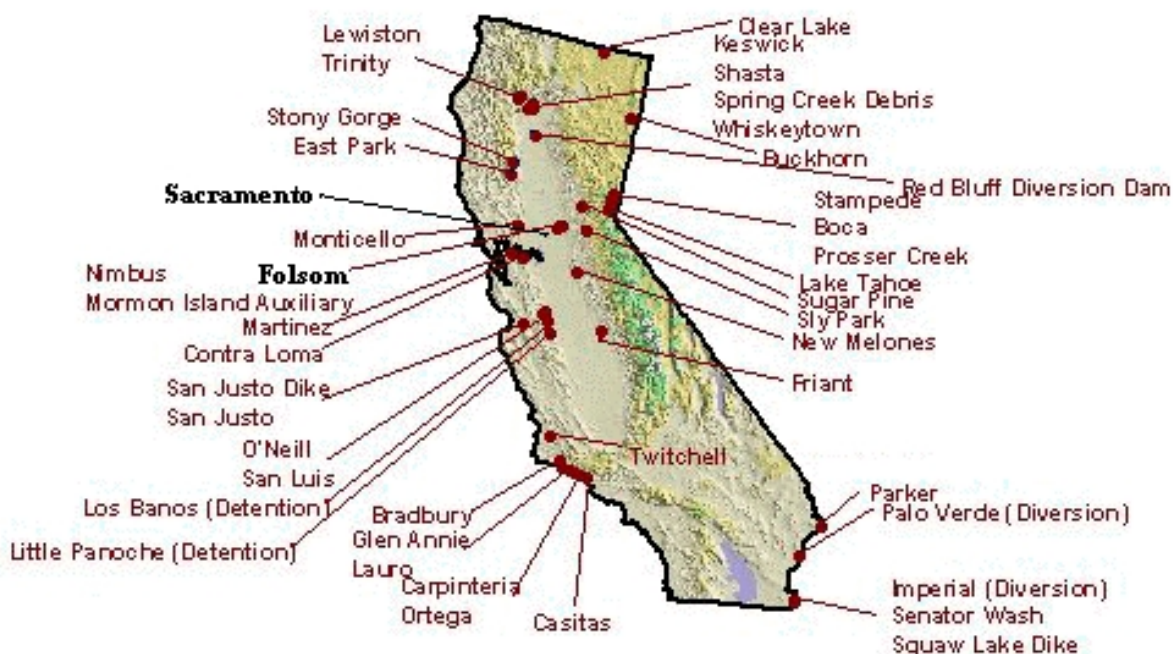 Clear Lake
Keswick
Shasta
Spring Creek Debris
Whiskeytown
Buckhorn
Red Bluff Diversion Dam
Stampede
Boca
Prosser Creek
Lake Tahoe
Sugar Pine
Sly Park
New Melones
Friant
Lewiston
Trinity
Stony Gorge
East Park
Sacramento
Monticello
Folsom
Nimbus
Mormon Island Auxiliary
Martinez
Contra Loma
San Justo Dike
San Justo
O'Neill
San Luis
Los Banos (Detention)
Little Panoche (Detention)
Twitchell
Bradbury
Glen Annie
Lauro
Carpinteria
Ortega
Casitas
Parker
Palo Verde (Diversion)
Imperial (Diversion)
Senator Wash
Squaw Lake Dike